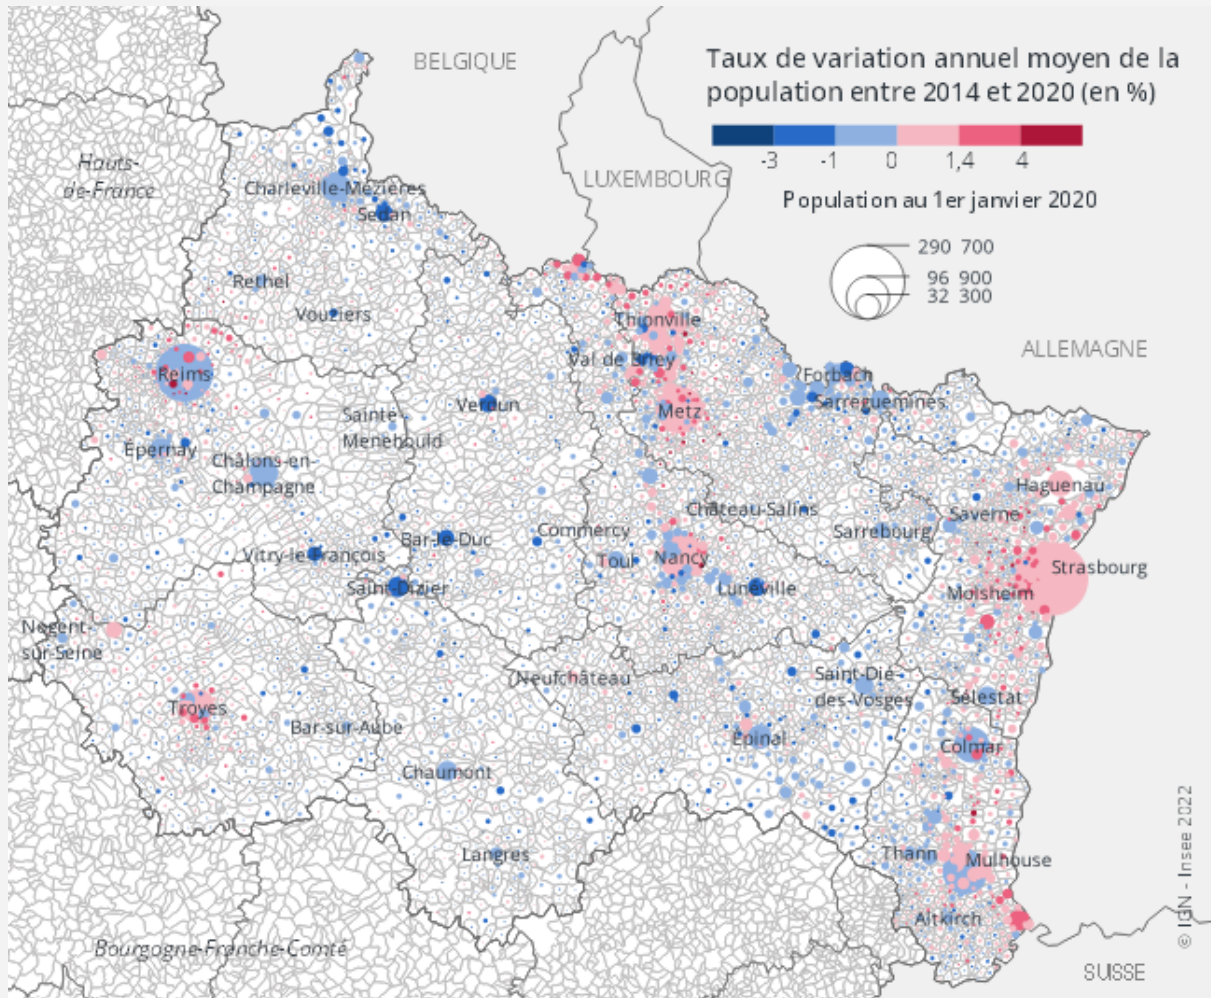 BELGIQUE
Taux de variation annuel moyen de la
population entre 2014 et 2020 (en %)
-3 -1 0 1,4 4
Population au 1er janvier 2020
290 700
96 900
32 300
Hauts-
de-France
LUXEMBOURG
Charleville-Mézières
Sedan
Rethel
Vouziers
Thionville
ALLEMAGNE
Val de Briey
Reims
Forbach
Sarreguemines
Verdun
Metz
Sainte-
Menehould
Épernay
Châlons-en-
Champagne
Haguenau
Château-Salins
Saverne
Commercy
Sarrebourg
Bar-le-Duc
Vitry-le-François
Toul
Nancy
Strasbourg
Saint-Dizier
Lunéville
Molsheim
Nogent-
sur-Seine
Neufchâteau
Saint-Dié-
des-Vosges
Sélestat
Troyes
Bar-sur-Aube
Épinal
Colmar
Chaumont
Langres
Thann
Mulhouse
Altkirch
Bourgogne-Franche-Comté
SUISSE
© IGN - Insee 2022